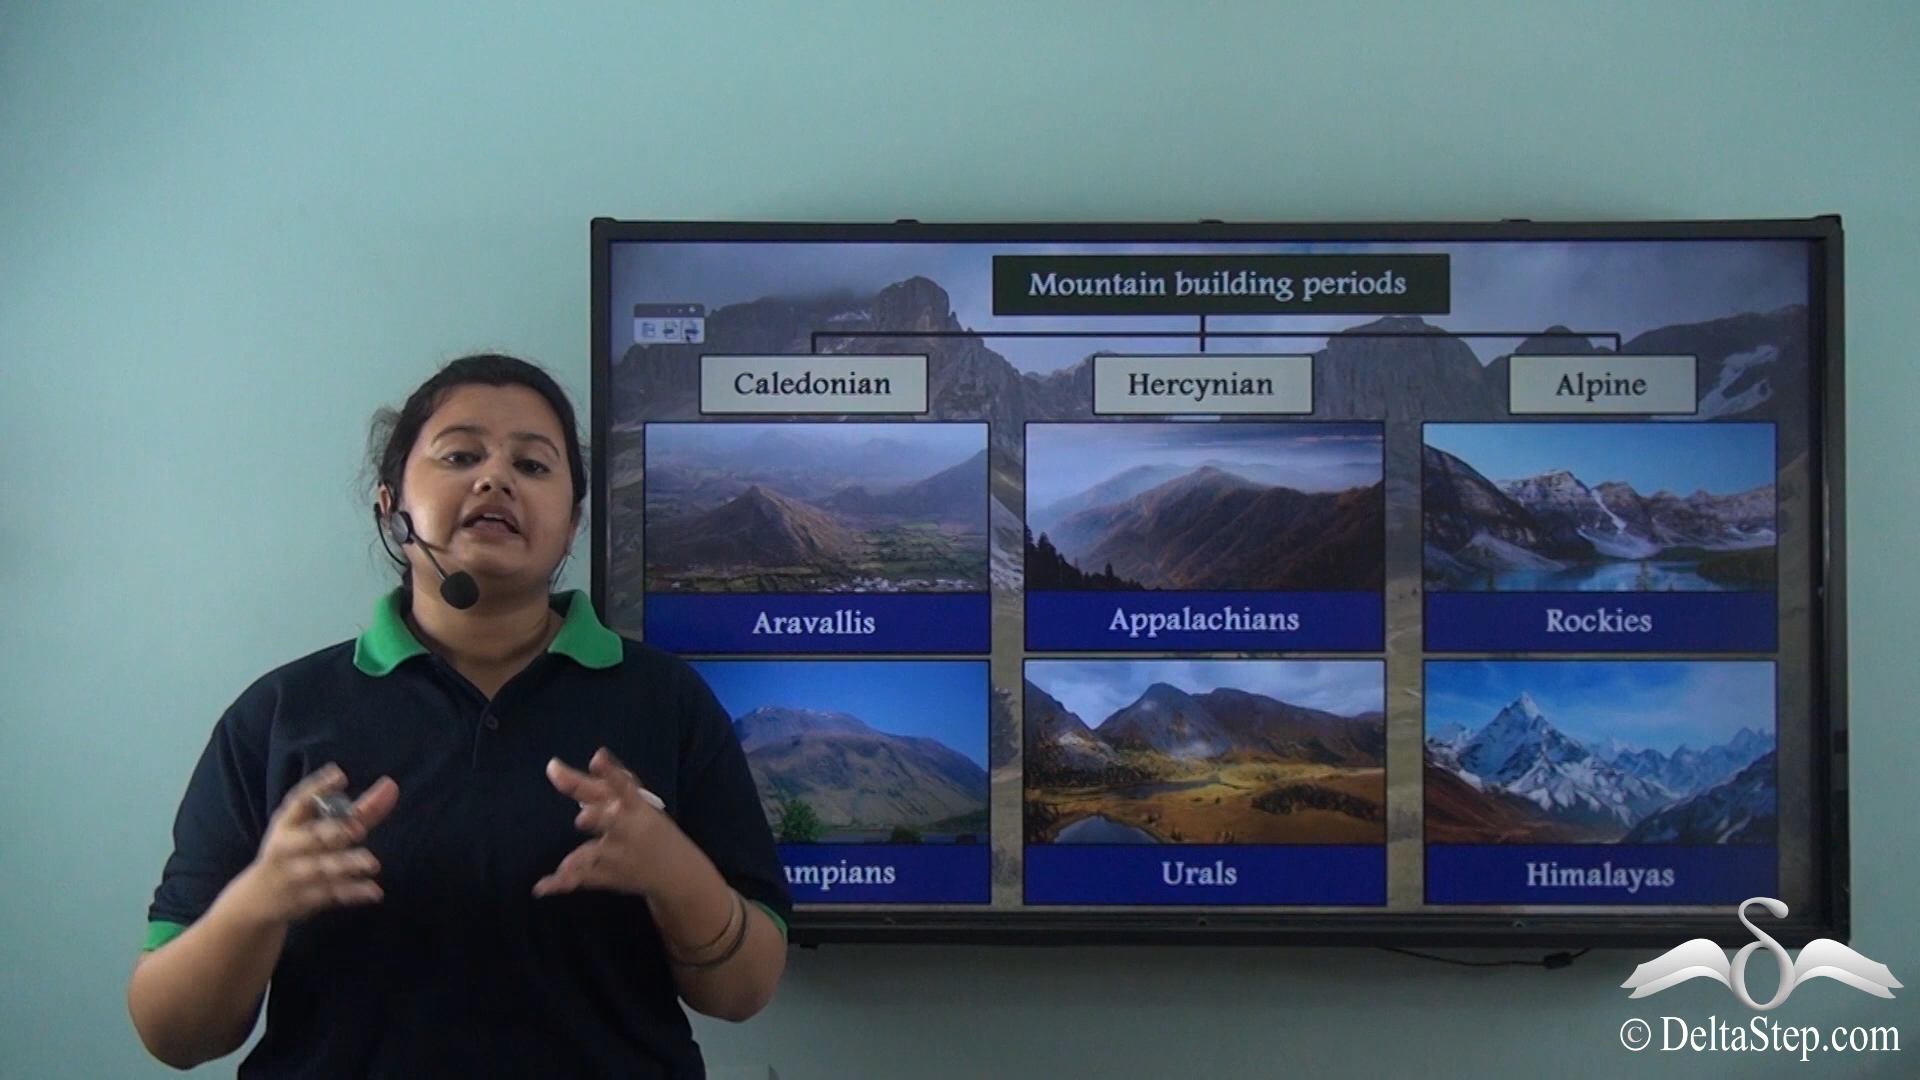 Mountain building periods
Caledonian
Hercynian
Alpine
Aravallis
Appalachians
Rockies
Urals
Himalayas
© DeltaStep.com